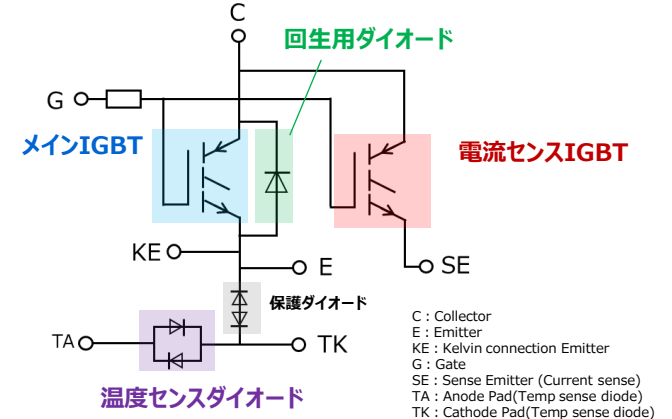 C
回生用ダイオード
G
メインIGBT
電流センスIGBT
KE
E
SE
保護ダイオード
TA
TK
温度センスダイオード
C : Collector
E : Emitter
KE : Kelvin connection Emitter
G : Gate
SE : Sense Emitter (Current sense)
TA : Anode Pad(Temp sense diode)
TK : Cathode Pad(Temp sense diode)